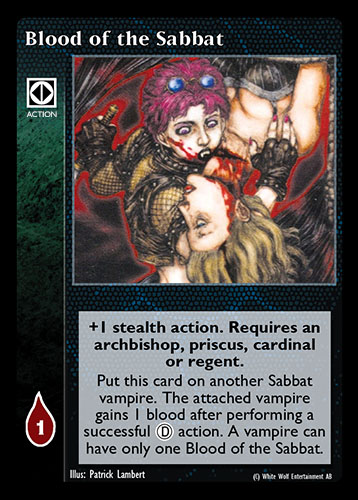 Blood of the Sabbat
ACTION
+1 stealth action. Requires an
archbishop, priscus, cardinal
or regent.
Put this card on another Sabbat
vampire. The attached vampire
gains 1 blood after performing a
successful Ⓓ action. A vampire can
have only one Blood of the Sabbat.
1
Illus: Patrick Lambert
(C) White Wolf Entertainment AB